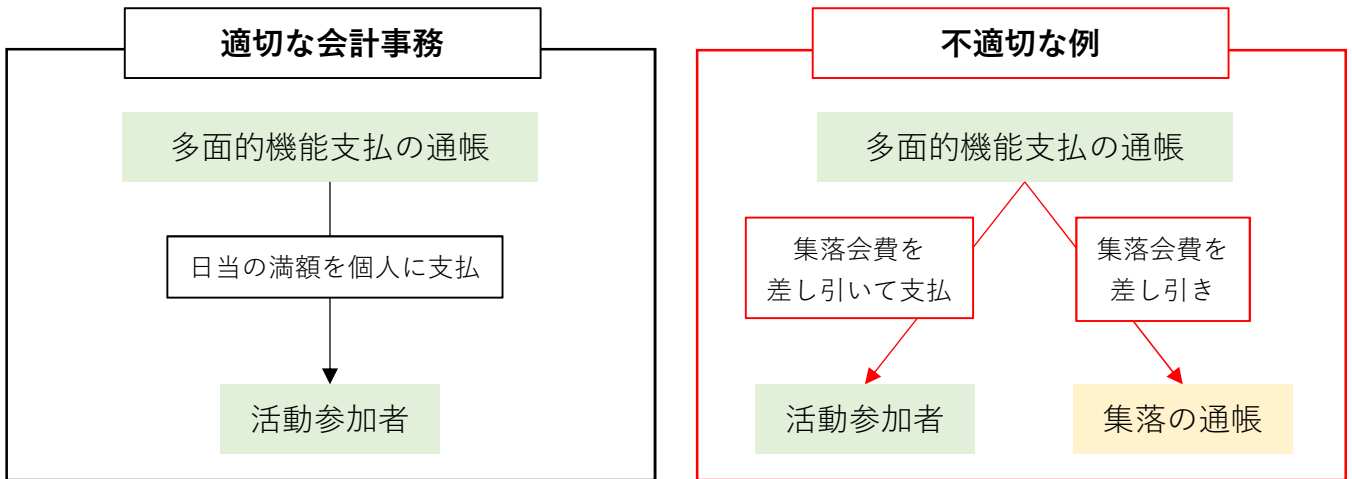 適切な会計事務
多面的機能支払の通帳
日当の満額を個人に支払
活動参加者
不適切な例
多面的機能支払の通帳
集落会費を
差し引いて支払
集落会費を
差し引き
活動参加者
集落の通帳